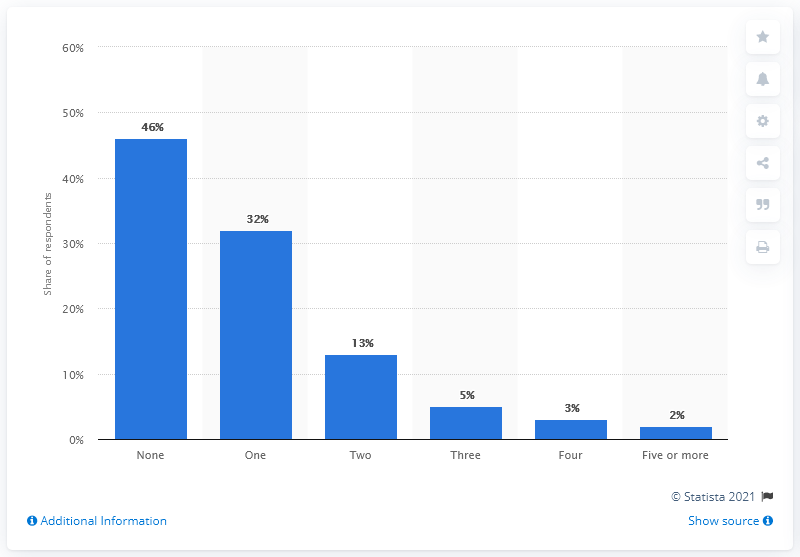 60%
50%
40%
30%
20%
10%
0%
Share of respondents
46%
32%
13%
5%
3%
2%
None
One
Two
Three
Four
Five or more
© Statista 2021
Additional Information
Show source